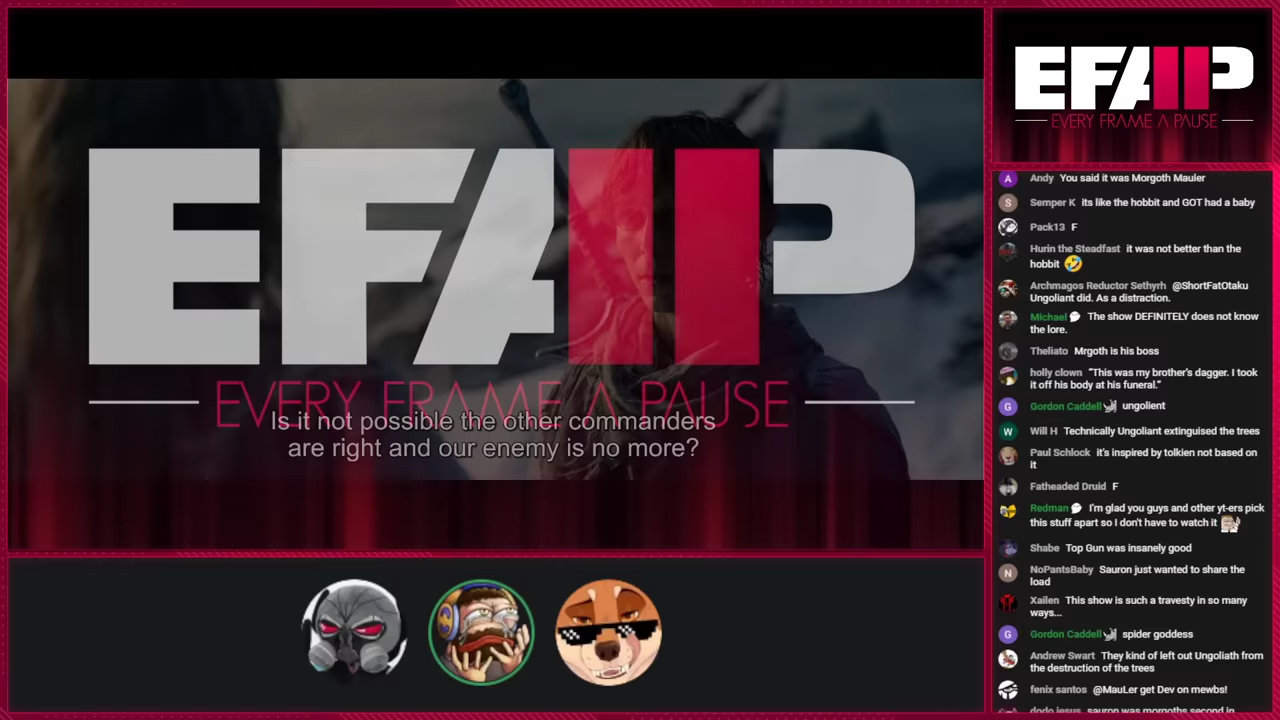 EFAP
EVERY FRAME A PAUSE
Is it not possible the other commanders
are right and our enemy is no more?
EFAP
EVERY FRAME A PAUSE
A Andy You said it was Morgoth Mauler
S Semper K its like the hobbit and GOT had a baby
Pack13 F
Hurin the Steadfast it was not better than the
hobbit 🤣
Archmagos Reductor Sethyrh @ShortFatOtaku
Ungoliant did. As a distraction.
Michael The show DEFINITELY does not know
the lore.
Theliato Mrgoth is his boss
holly clown “This was my brother’s dagger. I took
it off his body at his funeral.”
G Gordon Caddell ungolient
W Will H Technically Ungoliant extinguised the trees
Paul Schlock it’s inspired by tolkien not based on
it
Fatheaded Druid F
Redman I’m glad you guys and other yt-ers pick
this stuff apart so I don’t have to watch it
Shabe Top Gun was insanely good
N NoPantsBaby Sauron just wanted to share the
load
Xailen This show is such a travesty in so many
ways...
G Gordon Caddell spider goddess
Andrew Swart They kind of left out Ungoliath from
the destruction of the trees
fenix santos @MauLer get Dev on mewbs!
dodo jesus sauron was morgoths second in